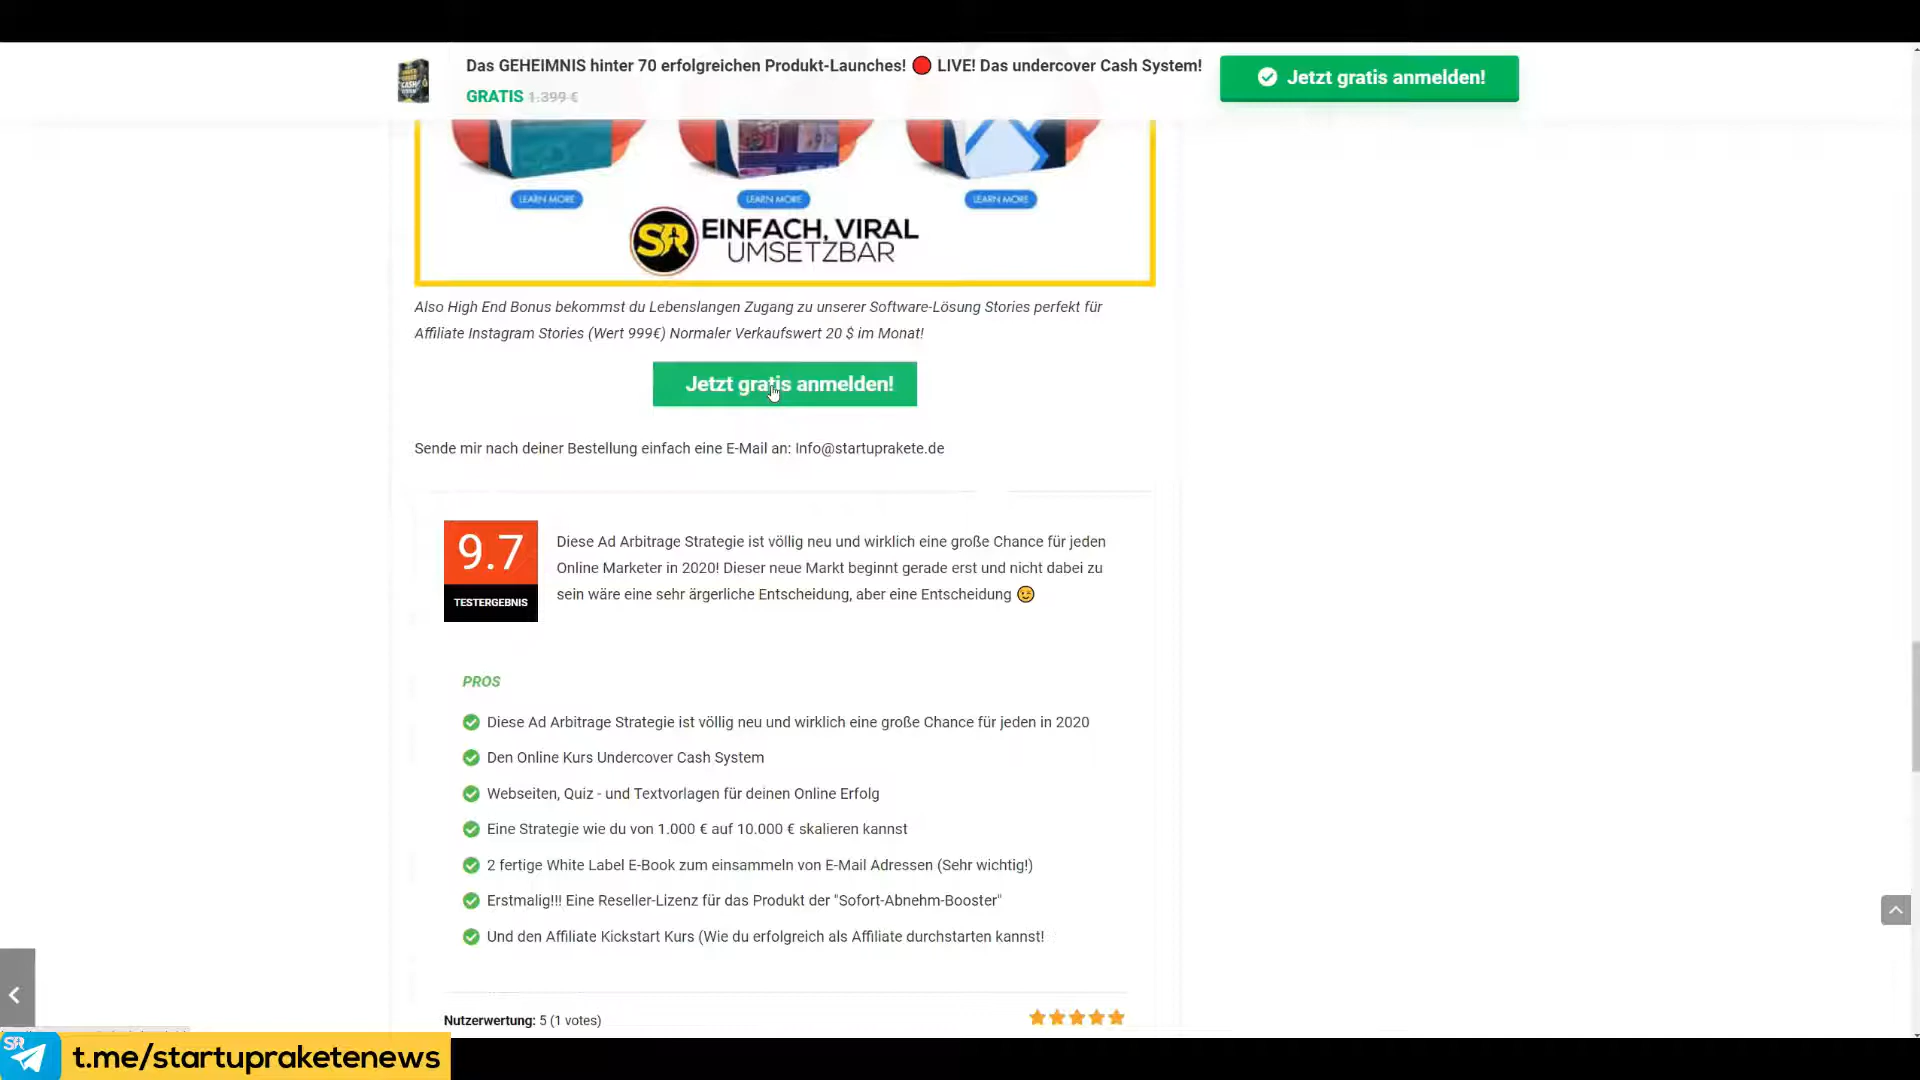 Das GEHEIMNIS hinter 70 erfolgreichen Produkt-Launches! 🔴 LIVE! Das undercover Cash System!
GRATIS 1.399 €
Jetzt gratis anmelden!
LEARN MORE LEARN MORE LEARN MORE
SR EINFACH, VIRAL
UMSETZBAR
Also High End Bonus bekommst du Lebenslangen Zugang zu unserer Software-Lösung Stories perfekt für
Affiliate Instagram Stories (Wert 999€) Normaler Verkaufswert 20 $ im Monat!
Jetzt gratis anmelden!
Sende mir nach deiner Bestellung einfach eine E-Mail an: Info@startuprakete.de
9.7
TESTERGEBNIS
Diese Ad Arbitrage Strategie ist völlig neu und wirklich eine große Chance für jeden
Online Marketer in 2020! Dieser neue Markt beginnt gerade erst und nicht dabei zu
sein wäre eine sehr ärgerliche Entscheidung, aber eine Entscheidung 😉
PROS
Diese Ad Arbitrage Strategie ist völlig neu und wirklich eine große Chance für jeden in 2020
Den Online Kurs Undercover Cash System
Webseiten, Quiz - und Textvorlagen für deinen Online Erfolg
Eine Strategie wie du von 1.000 € auf 10.000 € skalieren kannst
2 fertige White Label E-Book zum einsammeln von E-Mail Adressen (Sehr wichtig!)
Erstmalig!!! Eine Reseller-Lizenz für das Produkt der "Sofort-Abnehm-Booster"
Und den Affiliate Kickstart Kurs (Wie du erfolgreich als Affiliate durchstarten kannst!
Nutzerwertung: 5 (1 votes)
SR t.me/startupraketenews